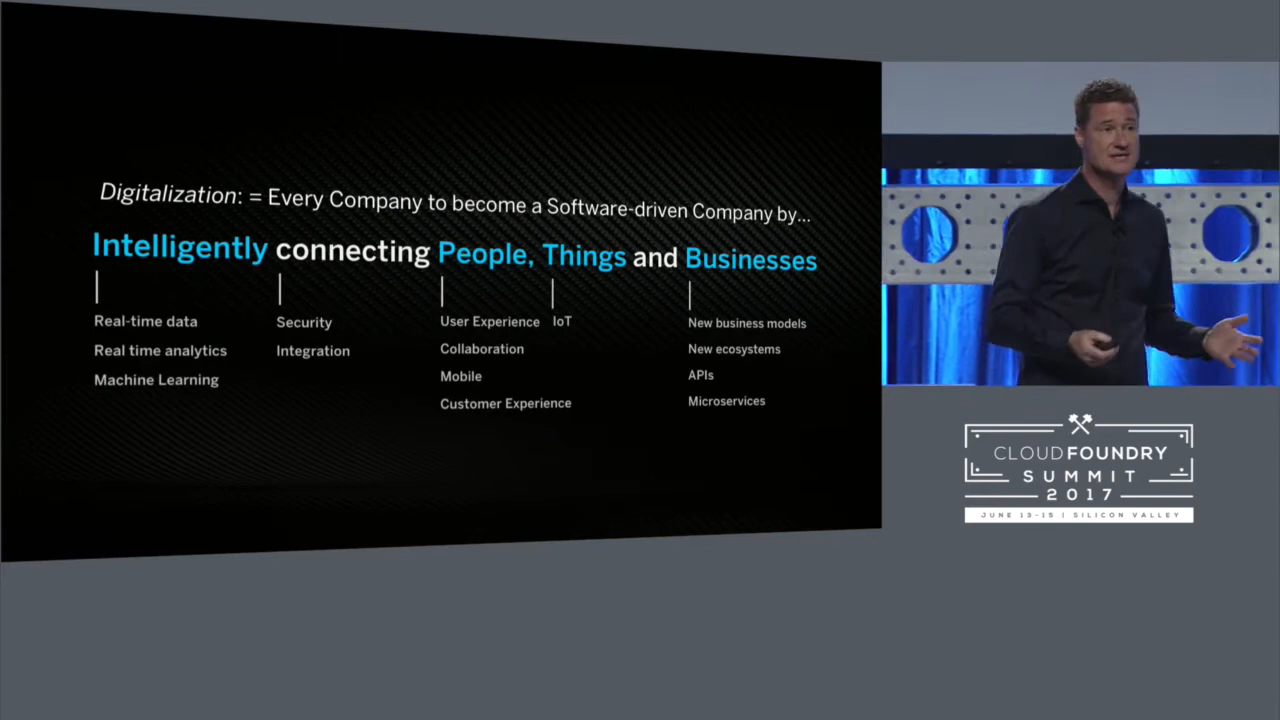 Digitalization: = Every Company to become a Software-driven Company by...
Intelligently connecting People, Things and Businesses
Real-time data
Real time analytics
Machine Learning
Security
Integration
User Experience
Collaboration
Mobile
Customer Experience
IoT
New business models
New ecosystems
APIs
Microservices
CLOUDFOUNDRY
SUMMIT
2017
JUNE 13-15 | SILICON VALLEY